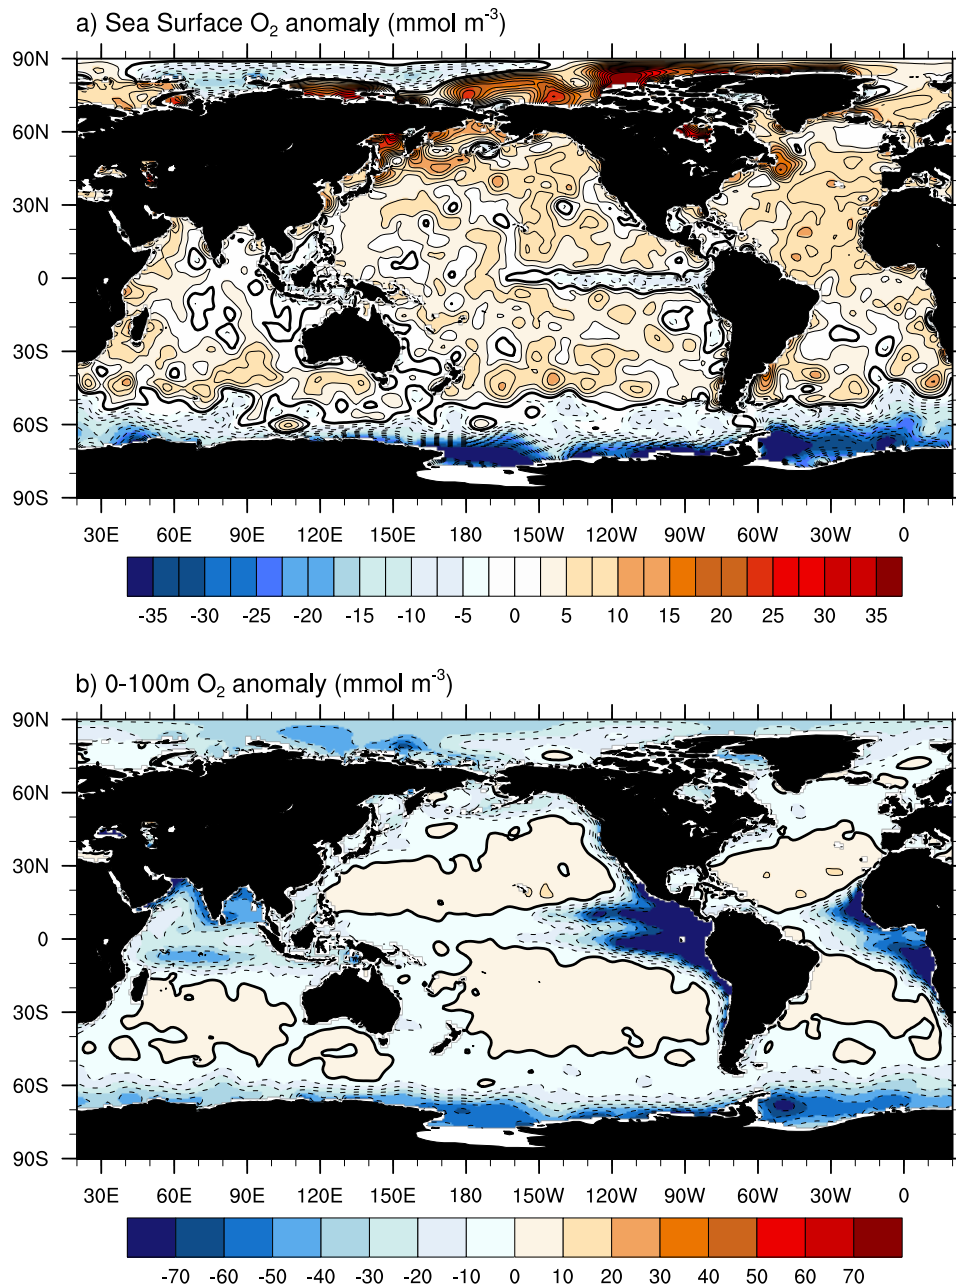 a) Sea Surface O2 anomaly (mmol m-3)
90N
60N
30N
0
30S
60S
90S
30E 60E 90E 120E 150E 180 150W 120W 90W 60W 30W 0
-35 -30 -25 -20 -15 -10 -5 0 5 10 15 20 25 30 35
b) 0-100m O2 anomaly (mmol m-3)
90N
60N
30N
0
30S
60S
90S
30E 60E 90E 120E 150E 180 150W 120W 90W 60W 30W 0
-70 -60 -50 -40 -30 -20 -10 0 10 20 30 40 50 60 70